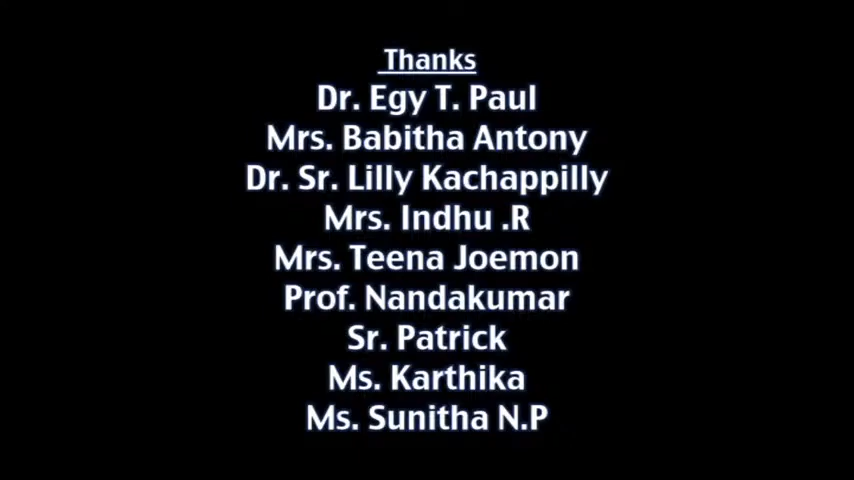 Thanks
Dr. Egy T. Paul
Mrs. Babitha Antony
Dr. Sr. Lilly Kachappilly
Mrs. Indhu .R
Mrs. Teena Joemon
Prof. Nandakumar
Sr. Patrick
Ms. Karthika
Ms. Sunitha N.P